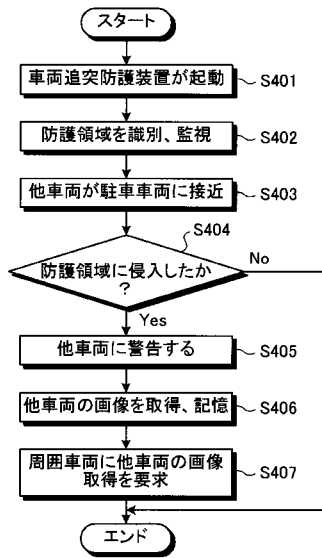 スタート
車両追突防護装置が起動
S401
防護領域を識別、監視
S402
他車両が駐車車両に接近
S403
S404
防護領域に侵入したか
?
No
Yes
他車両に警告する
S405
他車両の画像を取得、記憶
S406
周囲車両に他車両の画像
取得を要求
S407
エンド